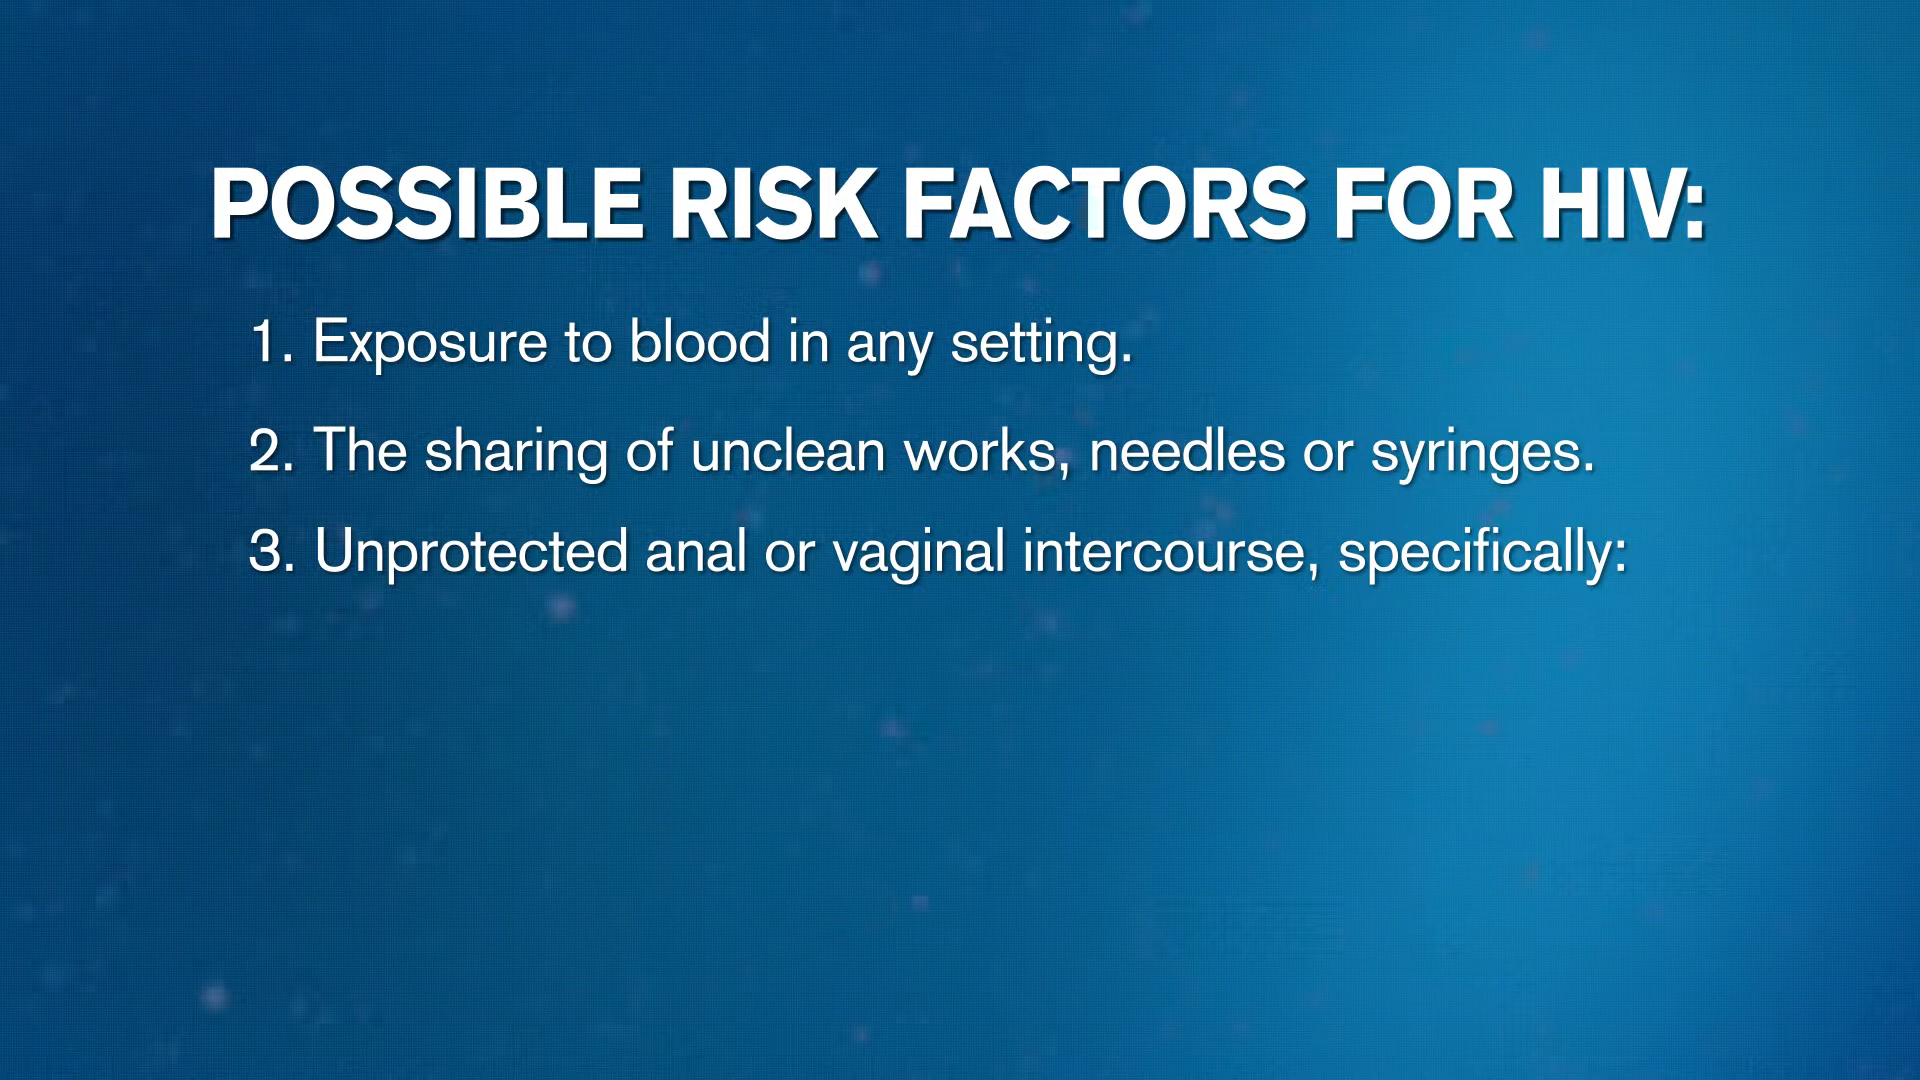 POSSIBLE RISK FACTORS FOR HIV:
1. Exposure to blood in any setting.
2. The sharing of unclean works, needles or syringes.
3. Unprotected anal or vaginal intercourse, specifically: